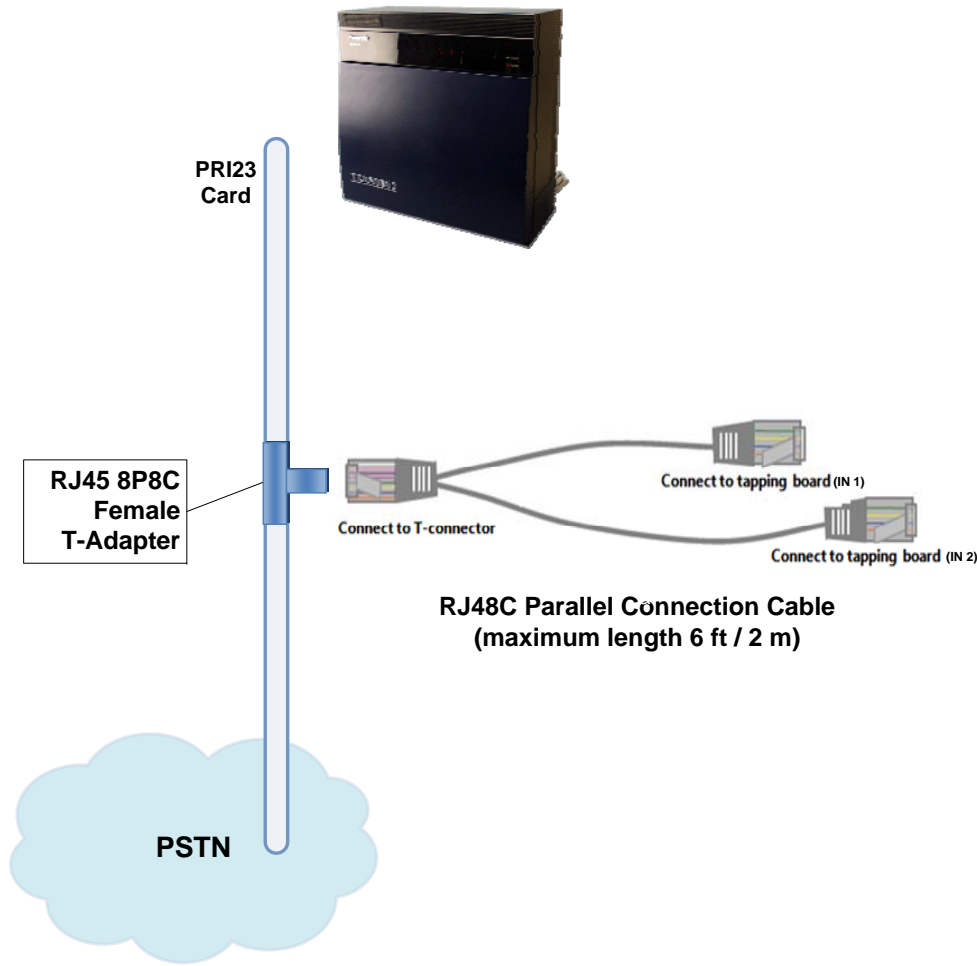 PRI23
Card
RJ45 8P8C
Female
T-Adapter
Connect to T-connector
Connect to tapping board (IN 1)
Connect to tapping board (IN 2)
RJ48C Parallel Connection Cable
(maximum length 6 ft / 2 m)
PSTN